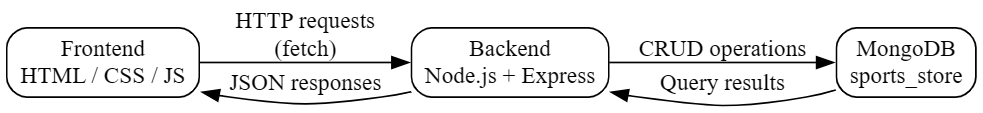 Frontend
HTML / CSS / JS
HTTP requests
(fetch)
JSON responses
Backend
Node.js + Express
CRUD operations
Query results
MongoDB
sports_store